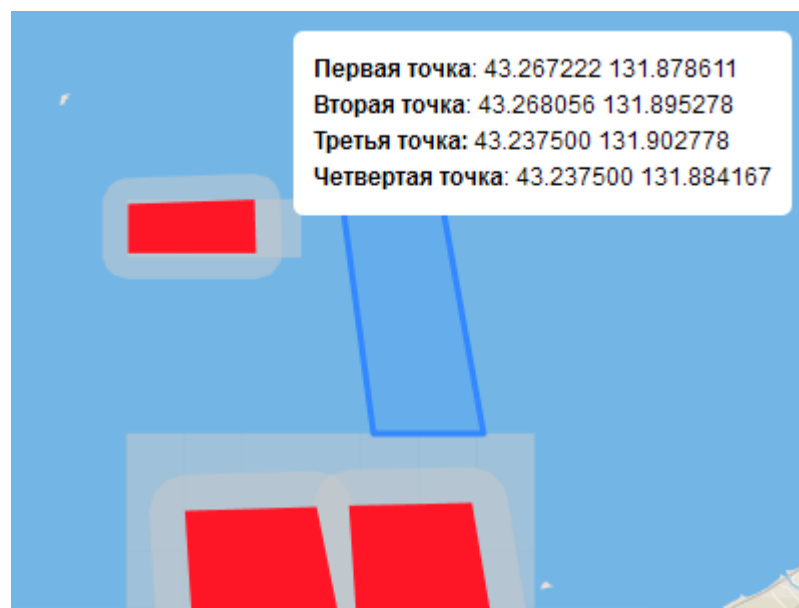 Первая точка: 43.267222 131.878611
Вторая точка: 43.268056 131.895278
Третья точка: 43.237500 131.902778
Четвертая точка: 43.237500 131.884167